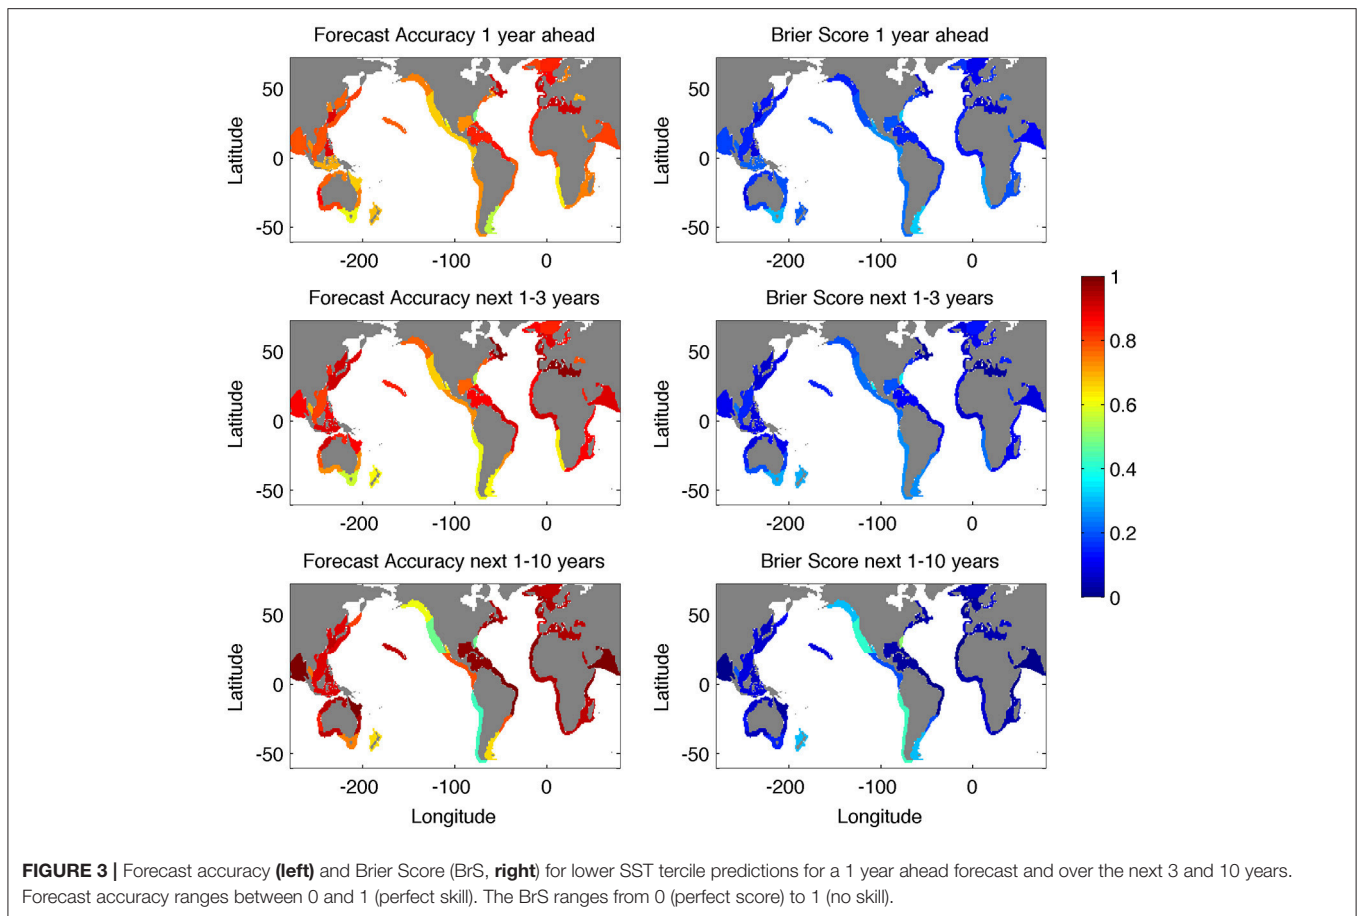 Forecast Accuracy 1 year ahead
Brier Score 1 year ahead
Latitude
50
0
-50
-200
-100
0
Latitude
50
0
-50
-200
-100
0
Forecast Accuracy next 1-3 years
Brier Score next 1-3 years
Latitude
50
0
-50
-200
-100
0
Latitude
50
0
-50
-200
-100
0
1
0.8
0.6
0.4
0.2
0
Forecast Accuracy next 1-10 years
Brier Score next 1-10 years
Latitude
50
0
-50
-200
-100
0
Longitude
Latitude
50
0
-50
-200
-100
0
Longitude
FIGURE 3 | Forecast accuracy (left) and Brier Score (BrS, right) for lower SST tercile predictions for a 1 year ahead forecast and over the next 3 and 10 years.
Forecast accuracy ranges between 0 and 1 (perfect skill). The BrS ranges from 0 (perfect score) to 1 (no skill).